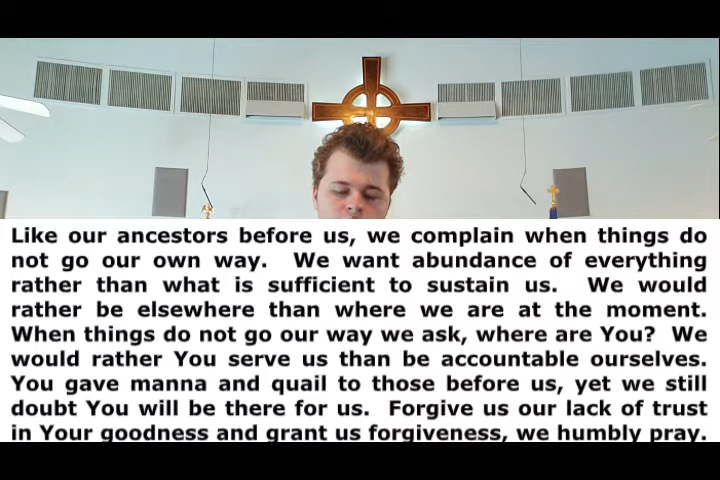 Like our ancestors before us, we complain when things do
not go our own way. We want abundance of everything
rather than what is sufficient to sustain us. We would
rather be elsewhere than where we are at the moment.
When things do not go our way we ask, where are You? We
would rather You serve us than be accountable ourselves.
You gave manna and quail to those before us, yet we still
doubt You will be there for us. Forgive us our lack of trust
in Your goodness and grant us forgiveness, we humbly pray.